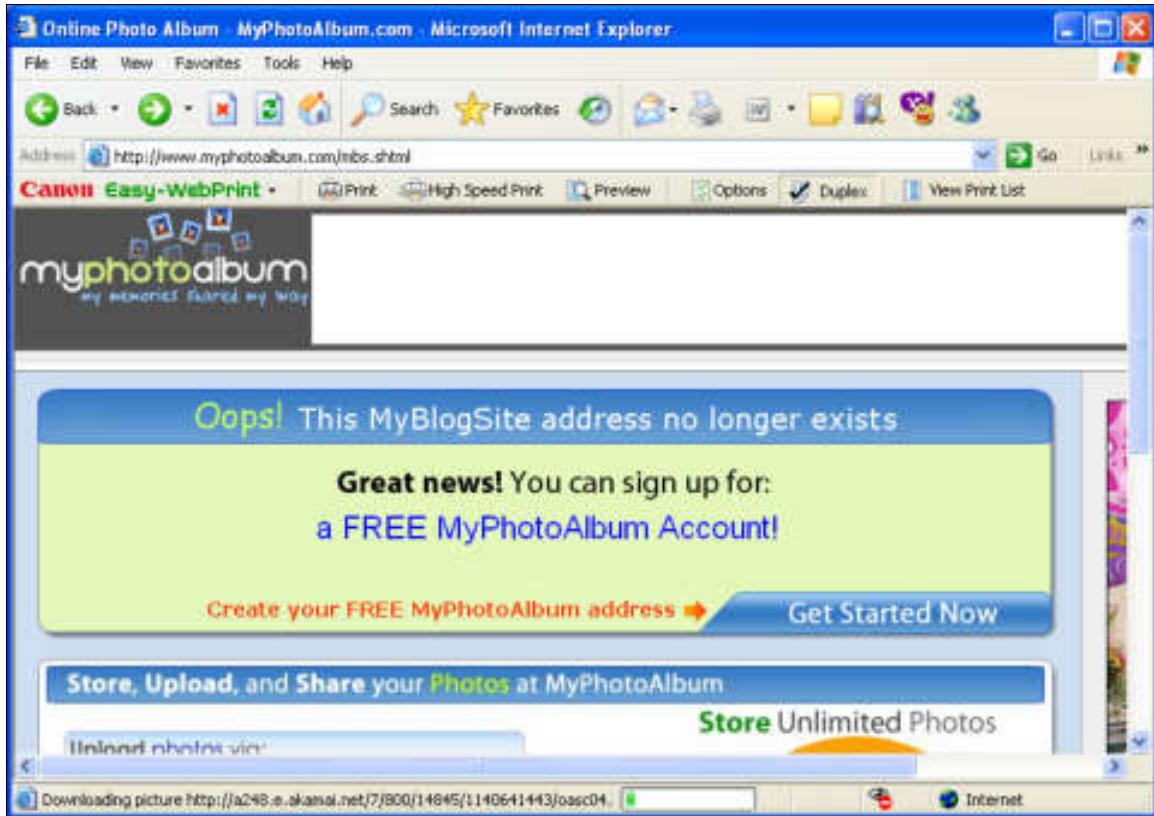 Online Photo Album - MyPhotoAlbum.com - Microsoft Internet Explorer
File Edit View Favorites Tools Help
Back Search Favorites
Address http://www.myphotoalbum.com/mbs.shtml Go Links »
Canon Easy-WebPrint Print High Speed Print Preview Options Duplex View Print List
myphotoalbum
my memories shared my way
Oops! This MyBlogSite address no longer exists
Great news! You can sign up for:
a FREE MyPhotoAlbum Account!
Create your FREE MyPhotoAlbum address
Get Started Now
Store, Upload, and Share your Photos at MyPhotoAlbum
Store Unlimited Photos
Upload photos via:
Downloading picture http://a248.e.akamai.net/7/800/14845/1140641443/oasc04. Internet